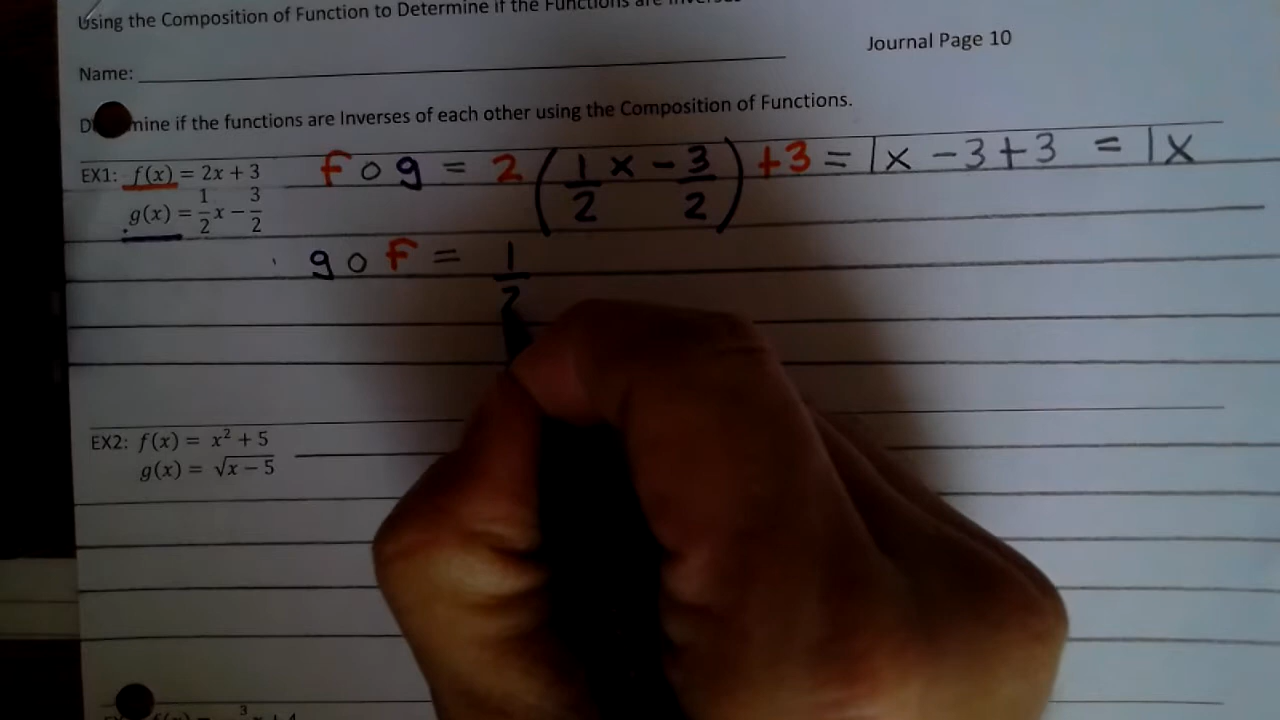 Using the Composition of Function to Determine if the Functions are Inverses
Journal Page 10
Name:
mine if the functions are Inverses of each other using the Composition of Functions.
EX1: f(x) = 2x + 3
g(x) = 1/2 x − 3/2
f o g = 2 (1/2 x − 3/2) + 3 = 1x − 3 + 3 = 1x
g o f = 1/2
EX2: f(x) = x² + 5
g(x) = √x − 5